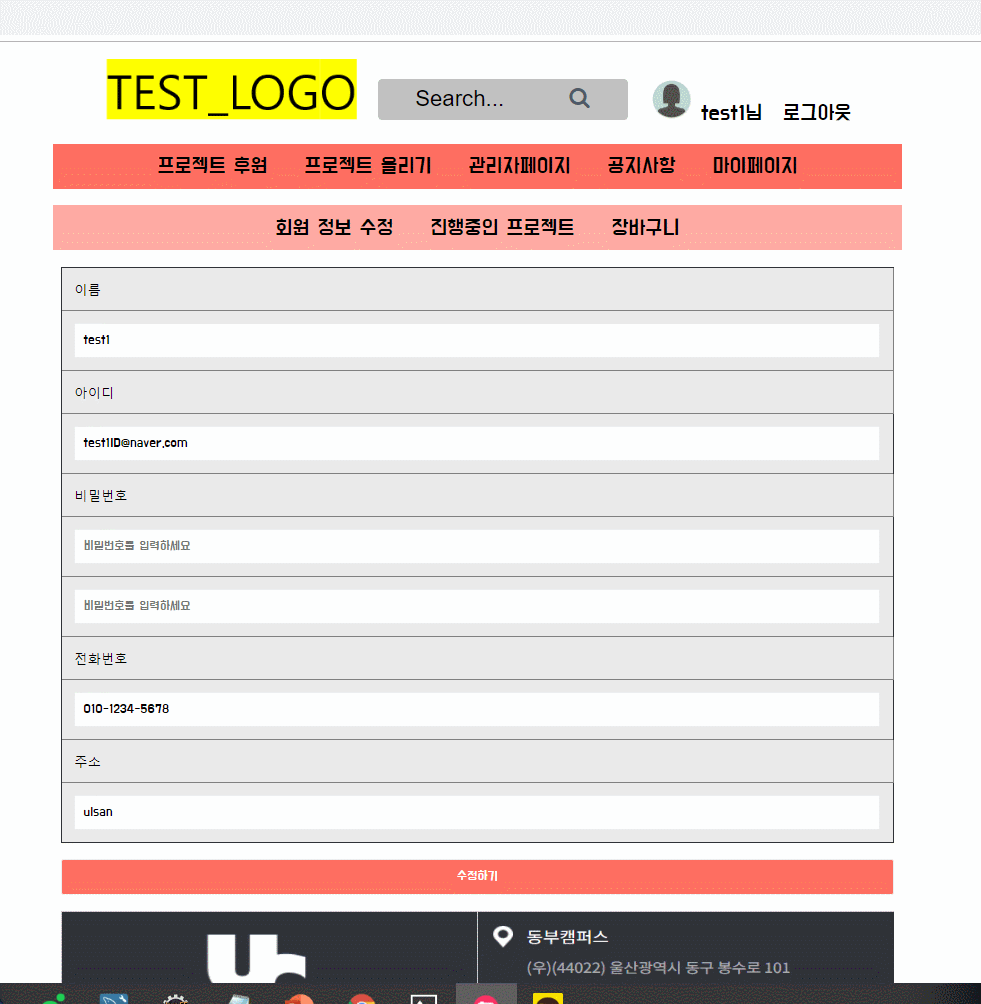 TEST_LOGO
Search...
test1님 로그아웃
프로젝트 후원 프로젝트 올리기 관리자페이지 공지사항 마이페이지
회원 정보 수정 진행중인 프로젝트 장바구니
이름
test1
아이디
test1ID@naver.com
비밀번호
비밀번호를 입력하세요
비밀번호를 입력하세요
전화번호
010-1234-5678
주소
ulsan
수정하기
동부캠퍼스
(우)(44022) 울산광역시 동구 봉수로 101